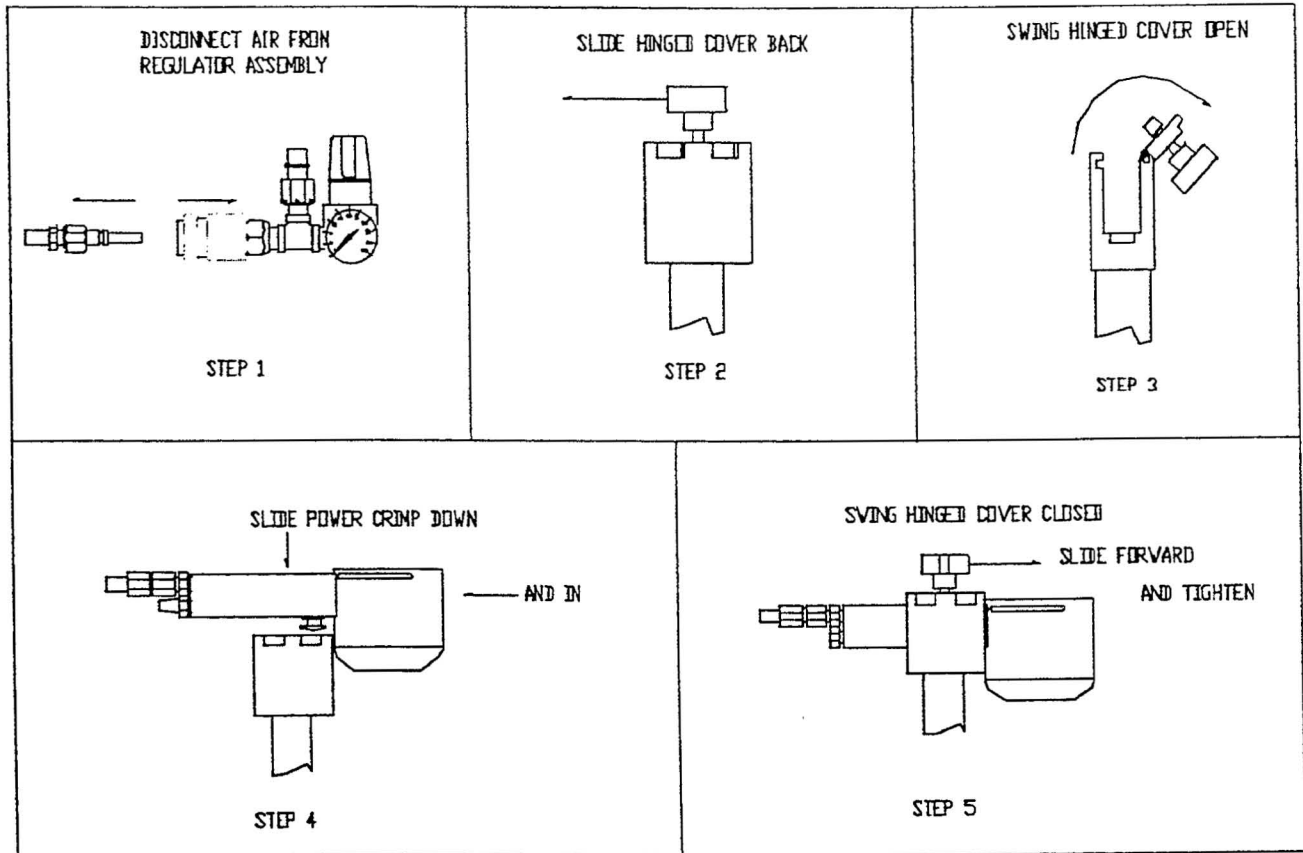 DISCONNECT AIR FRON
REGULATOR ASSEMBLY
STEP 1
SLIDE HINGED COVER BACK
STEP 2
SWING HINGED COVER OPEN
STEP 3
SLIDE POWER CRIMP DOWN
AND IN
STEP 4
SWING HINGED COVER CLOSED
SLIDE FORWARD
AND TIGHTEN
STEP 5